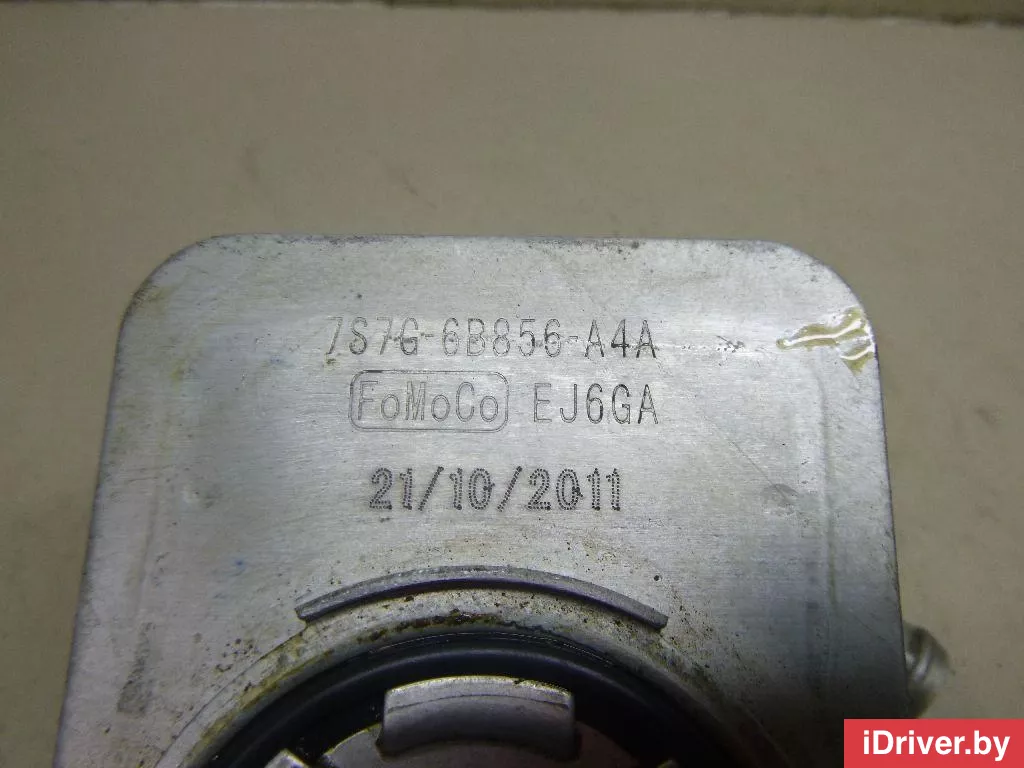 7S7G-6B856-A4A
FoMoCo EJ6GA
21/10/2011
iDriver.by